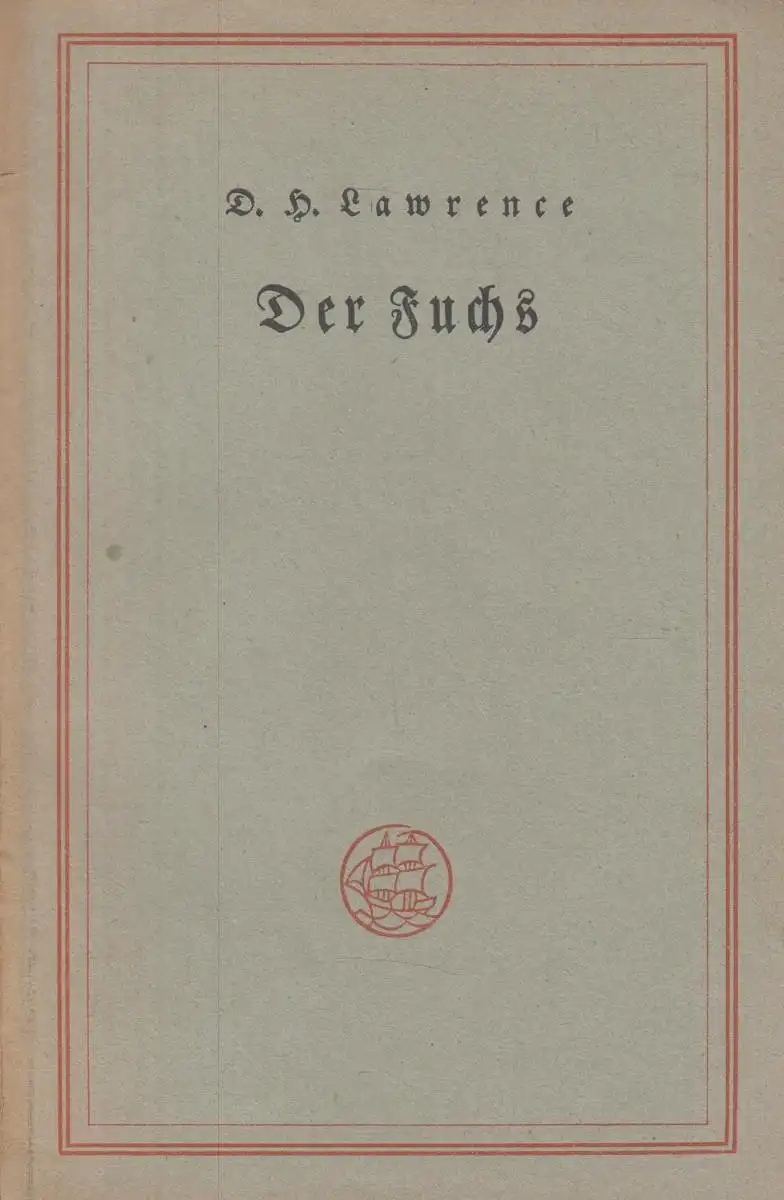 D. H. Lawrence
Der Fuchs